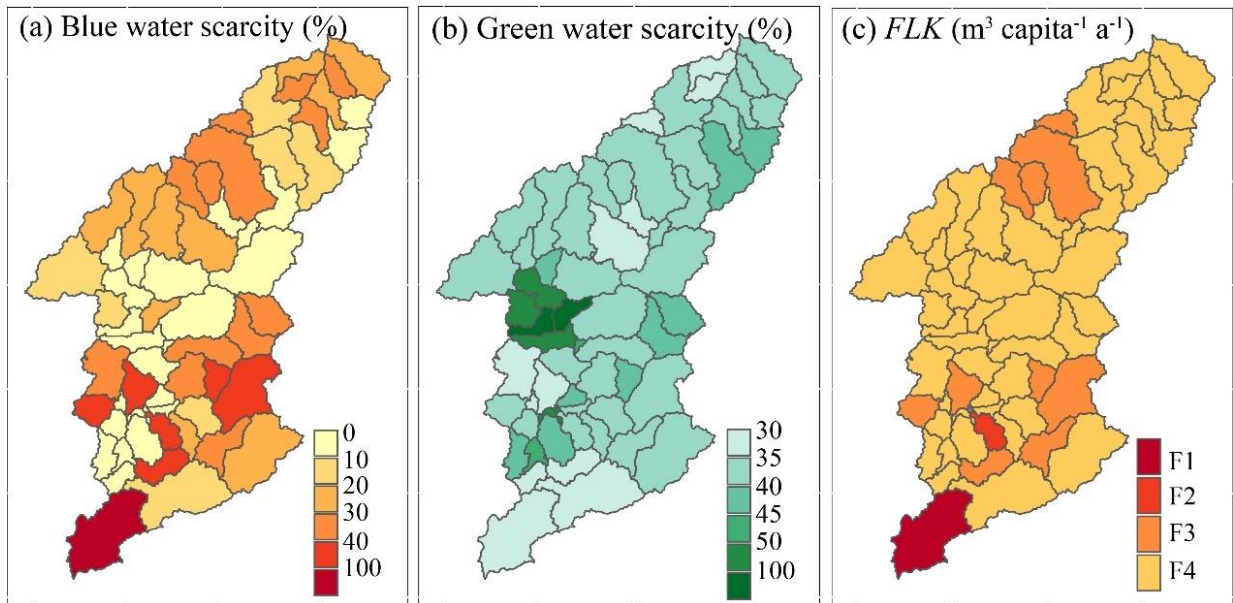 (a) Blue water scarcity (%)
0
10
20
30
40
100
(b) Green water scarcity (%)
30
35
40
45
50
100
(c) FLK (m³ capita⁻¹ a⁻¹)
F1
F2
F3
F4